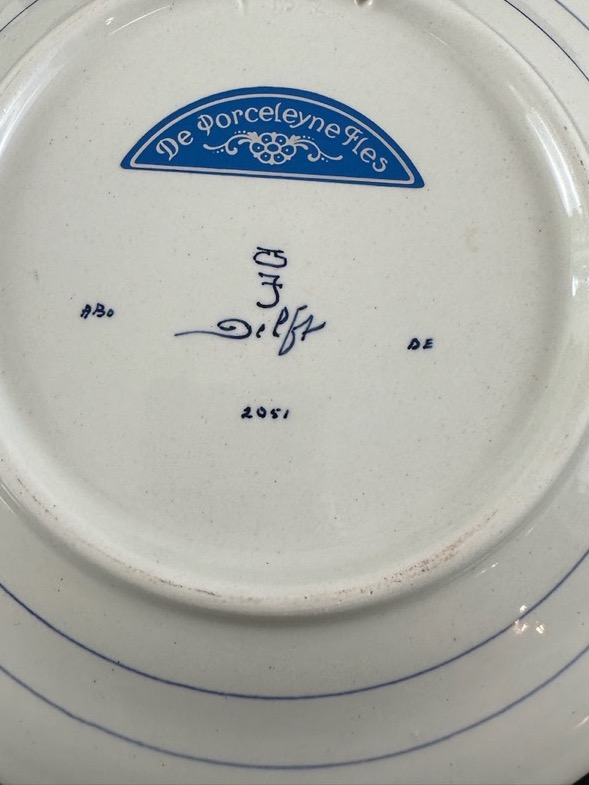 De Porceleyne Fles
Delft
ABo
DE
2051